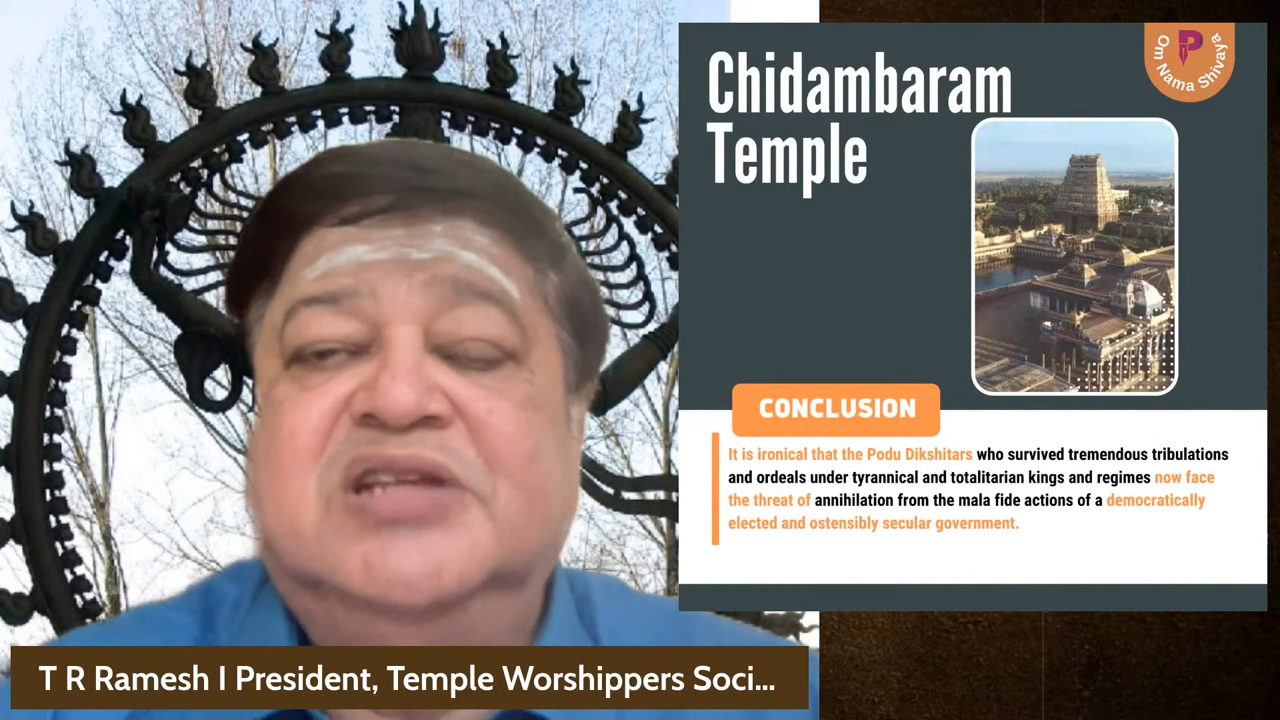 Chidambaram
Temple
P
Om Nama Shivaya
CONCLUSION
It is ironical that the Podu Dikshitars who survived tremendous tribulations
and ordeals under tyrannical and totalitarian kings and regimes now face
the threat of annihilation from the mala fide actions of a democratically
elected and ostensibly secular government.
T R Ramesh I President, Temple Worshippers Soci...